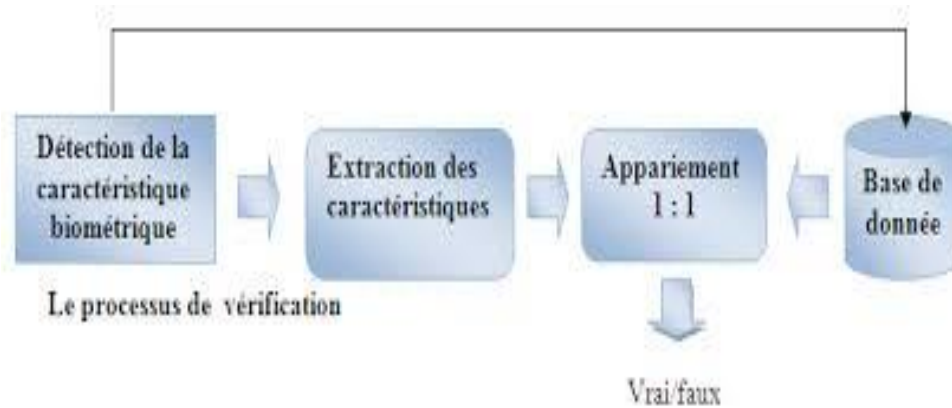 Détection de la
caractéristique
biométrique
Extraction des
caractéristiques
Appariement
1 : 1
Base de
donnée
Le processus de vérification
Vrai/faux